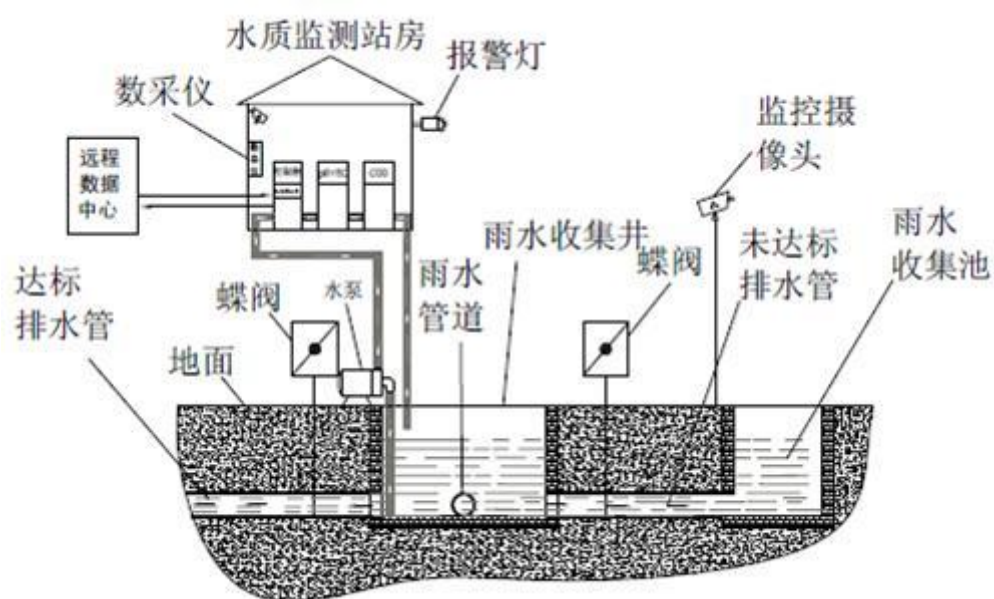 水质监测站房
报警灯
数采仪
监控摄
像头
远程
数据
中心
COD
雨水收集井
雨水
收集池
未达标
排水管
蝶阀
雨水
管道
水泵
蝶阀
达标
排水管
地面